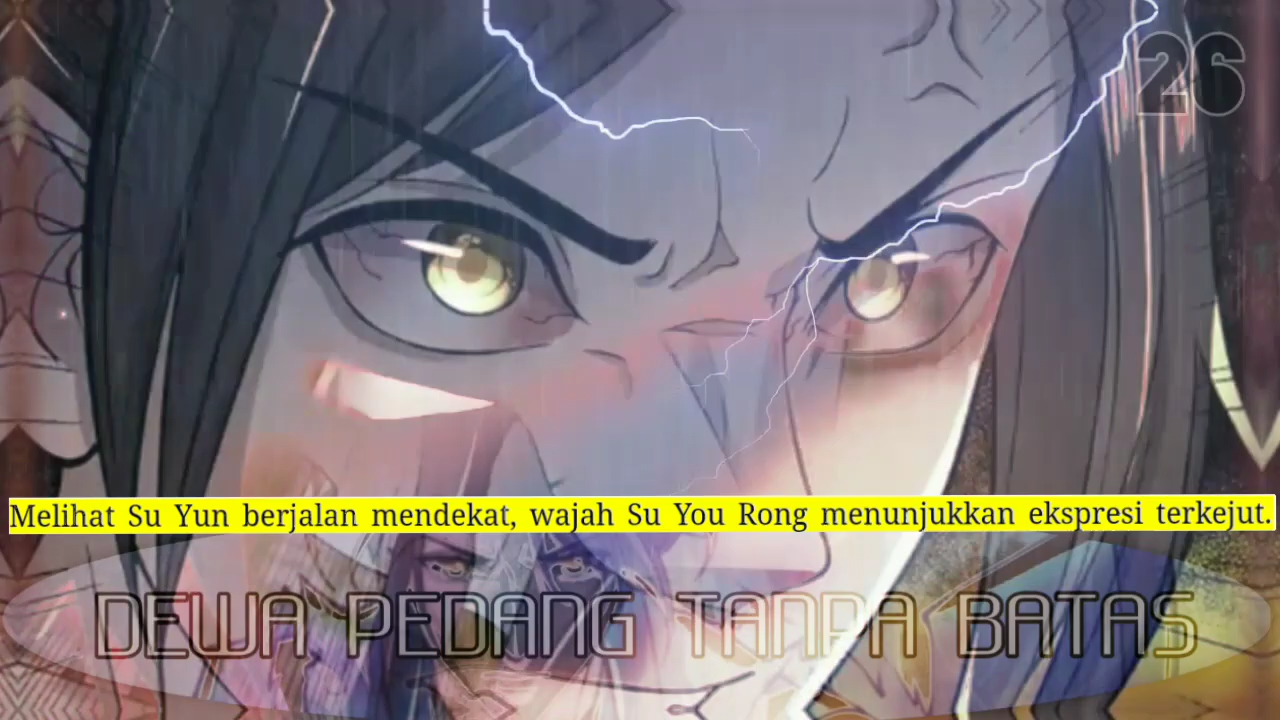 26
Melihat Su Yun berjalan mendekat, wajah Su You Rong menunjukkan ekspresi terkejut.
DEWA PEDANG TANPA BATAS